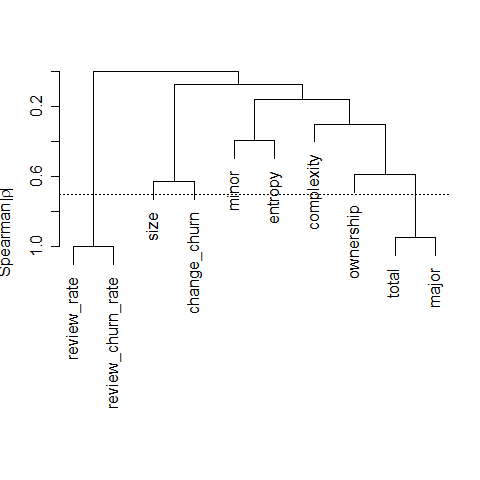 Spearman |ρ|
0.2
0.6
1.0
review_rate
review_churn_rate
size
change_churn
minor
entropy
complexity
ownership
total
major